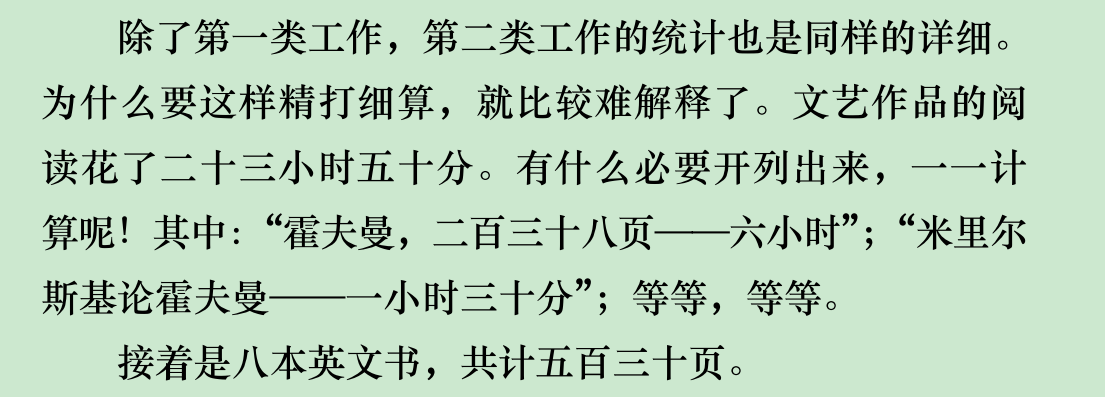 除了第一类工作，第二类工作的统计也是同样的详细。
为什么要这样精打细算，就比较难解释了。文艺作品的阅
读花了二十三小时五十分。有什么必要开列出来，一一计
算呢！其中：“霍夫曼，二百三十八页——六小时”；“米里尔
斯基论霍夫曼——一小时三十分”；等等，等等。
接着是八本英文书，共计五百三十页。